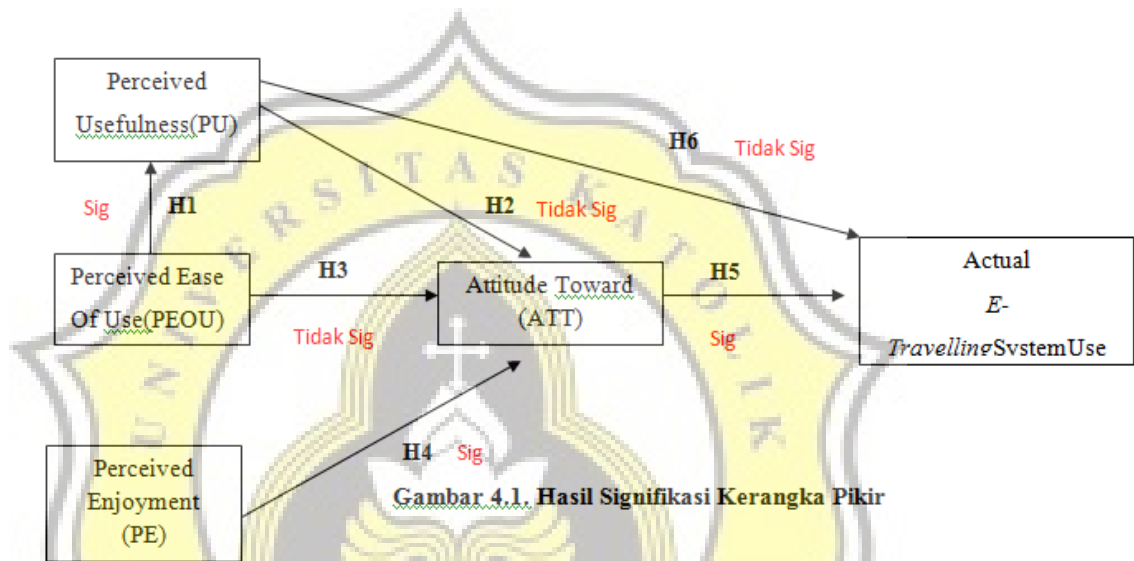 Perceived
Usefulness(PU)
H6
Tidak Sig
Sig
H1
H2
Tidak Sig
UNIVERSITAS KATOLIK
Perceived Ease
Of Use(PEOU)
H3
Tidak Sig
Attitude Toward
(ATT)
H5
Sig
Actual
E-
TravellingSystemUse
H4
Sig
Perceived
Enjoyment
(PE)
Gambar 4.1. Hasil Signifikasi Kerangka Pikir